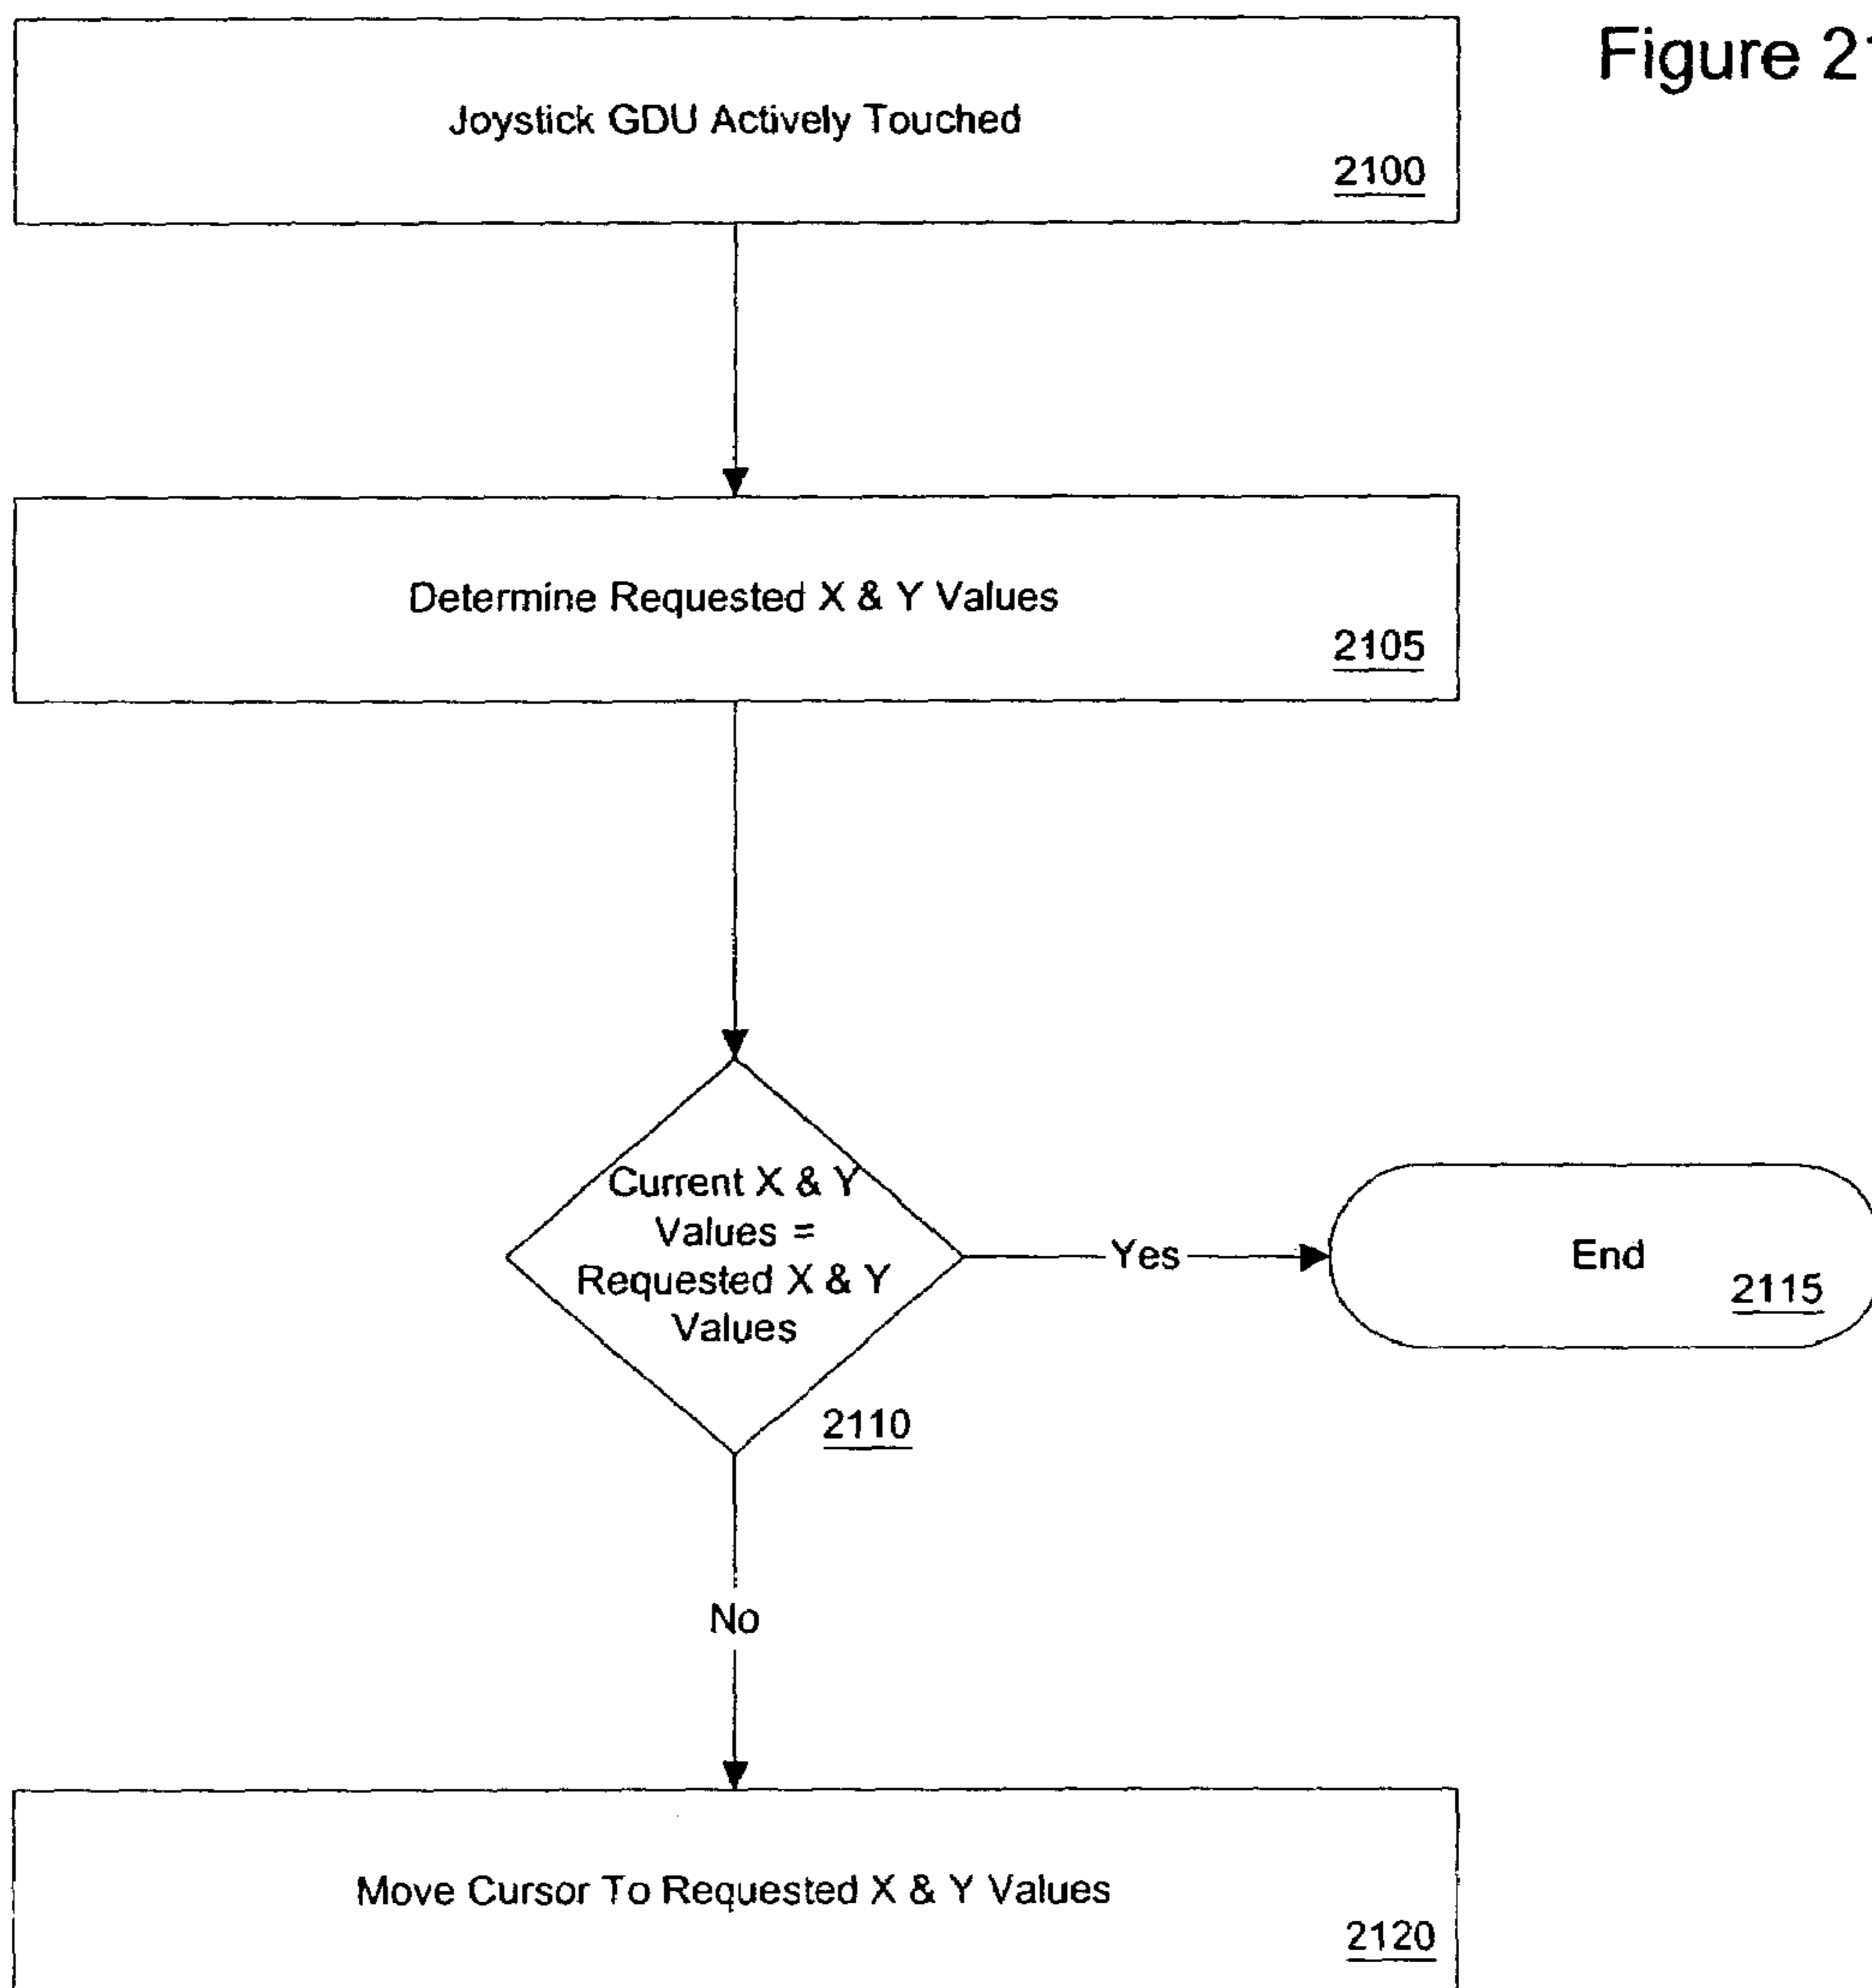 Figure 21
Joystick GDU Actively Touched
2100
Determine Requested X & Y Values
2105
Current X & Y
Values =
Requested X & Y
Values
2110
Yes
End
2115
No
Move Cursor To Requested X & Y Values
2120